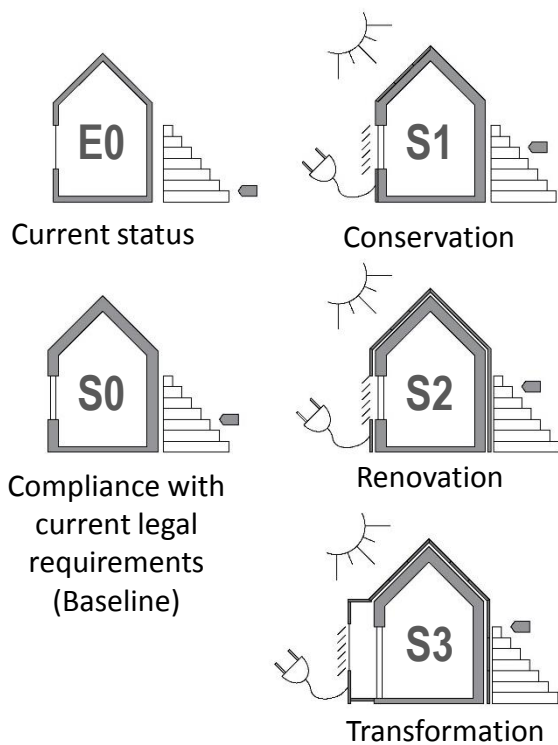 E0
Current status
S1
Conservation
S0
Compliance with
current legal
requirements
(Baseline)
S2
Renovation
S3
Transformation